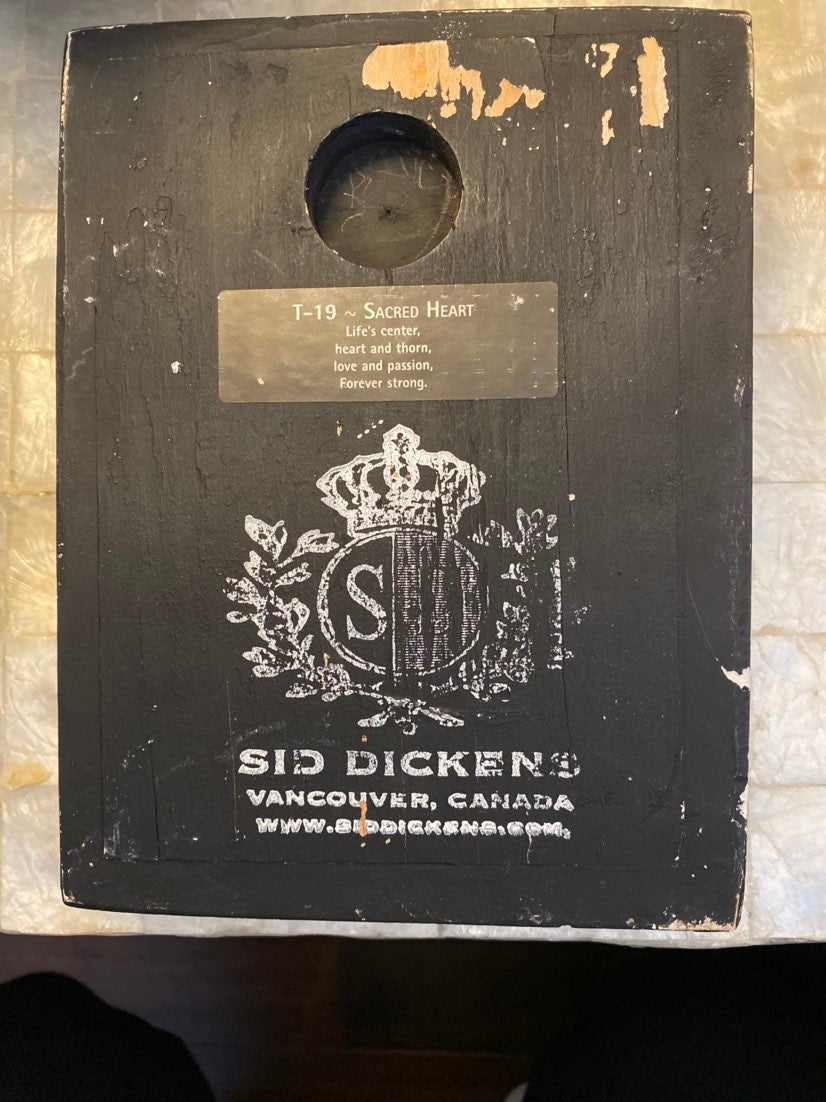 T-19 ~ SACRED HEART
Life's center,
heart and thorn,
love and passion,
Forever strong.
S D
SID DICKENS
VANCOUVER, CANADA
WWW.SIDDICKENS.COM